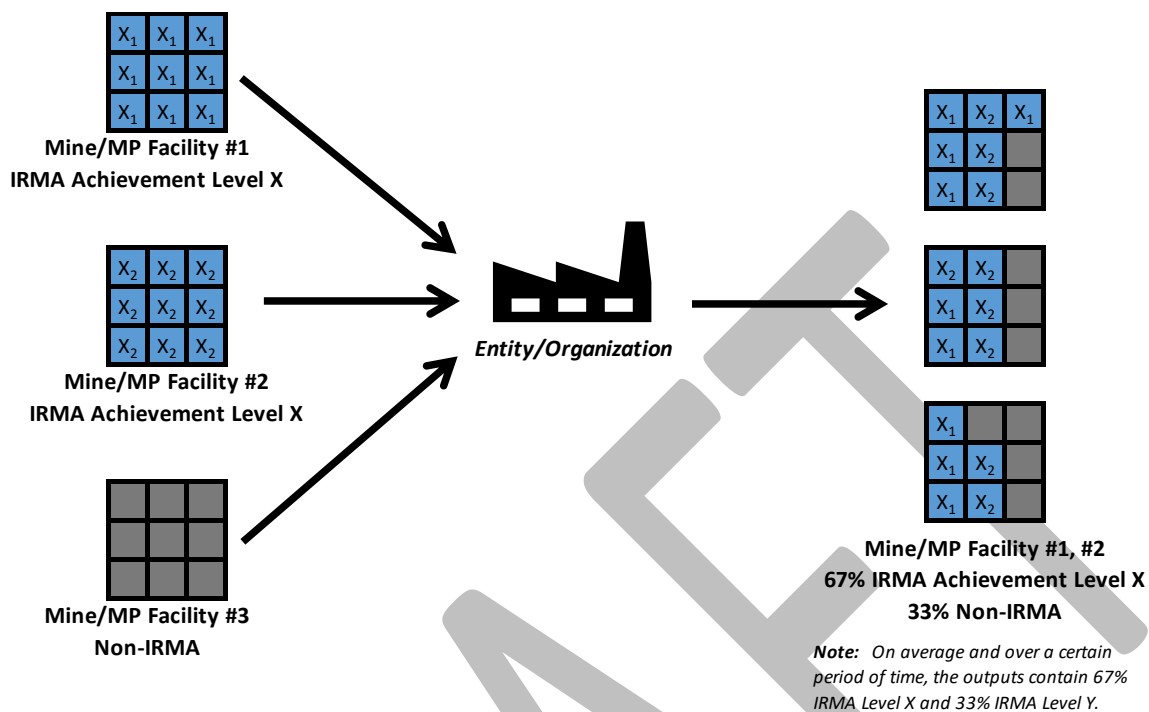 X₁ X₁ X₁
X₁ X₁ X₁
X₁ X₁ X₁
Mine/MP Facility #1
IRMA Achievement Level X
X₂ X₂ X₂
X₂ X₂ X₂
X₂ X₂ X₂
Mine/MP Facility #2
IRMA Achievement Level X
Mine/MP Facility #3
Non-IRMA
Entity/Organization
X₁ X₂ X₁
X₁ X₂
X₁ X₂
X₂ X₂
X₁ X₂
X₁ X₂
X₁
X₁ X₂
X₁ X₂
Mine/MP Facility #1, #2
67% IRMA Achievement Level X
33% Non-IRMA
Note: On average and over a certain
period of time, the outputs contain 67%
IRMA Level X and 33% IRMA Level Y.